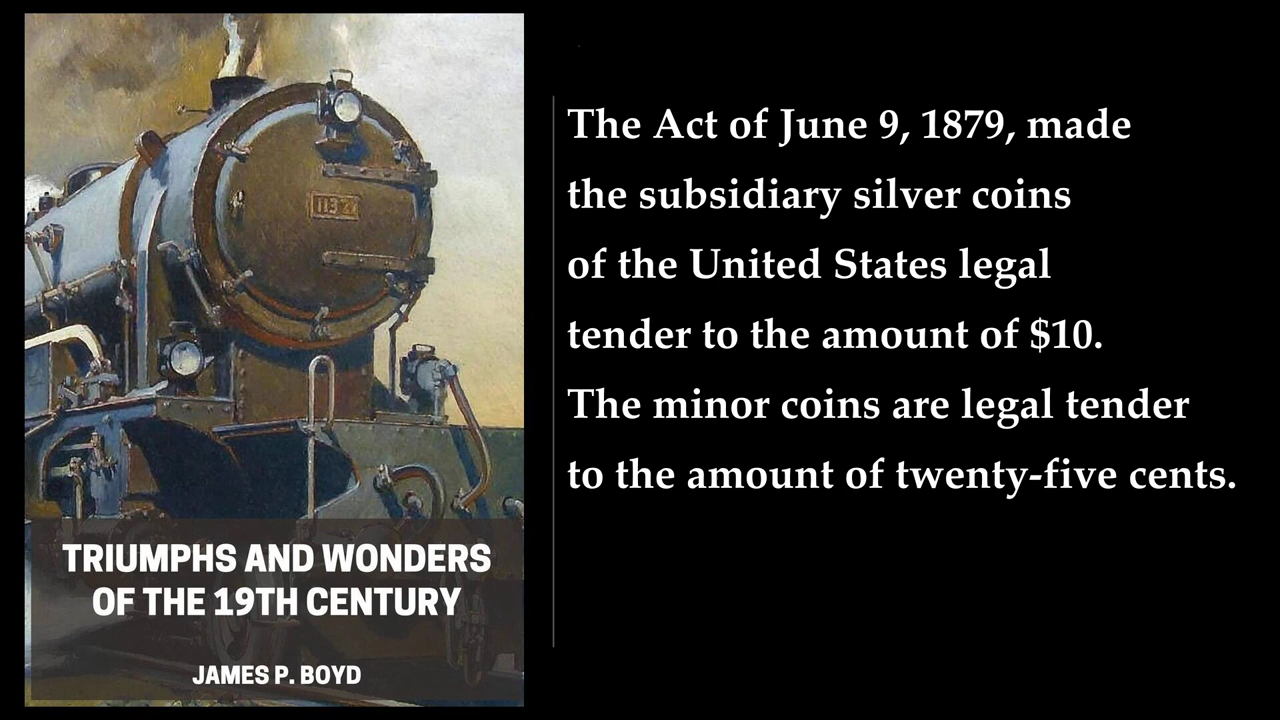 The Act of June 9, 1879, made
the subsidiary silver coins
of the United States legal
tender to the amount of $10.
The minor coins are legal tender
to the amount of twenty-five cents.
1132
TRIUMPHS AND WONDERS
OF THE 19TH CENTURY
JAMES P. BOYD